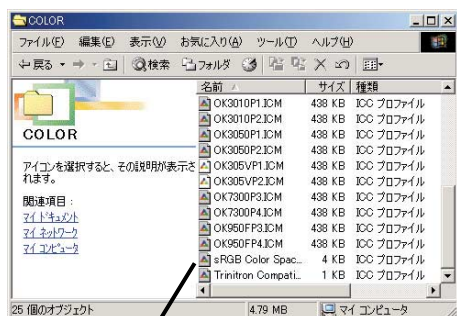 COLOR
ファイル(F) 編集(E) 表示(V) お気に入り(A) ツール(T) ヘルプ(H)
戻る 検索 フォルダ
COLOR
アイコンを選択すると、その説明が表示さ
れます。
関連項目:
マイ ドキュメント
マイ ネットワーク
マイ コンピュータ
名前 サイズ 種類
OK3010P1.ICM 438 KB ICC プロファイル
OK3010P2.ICM 438 KB ICC プロファイル
OK3050P1.ICM 438 KB ICC プロファイル
OK3050P2.ICM 438 KB ICC プロファイル
OK305VP1.ICM 438 KB ICC プロファイル
OK305VP2.ICM 438 KB ICC プロファイル
OK7300P3.ICM 438 KB ICC プロファイル
OK7300P4.ICM 438 KB ICC プロファイル
OK950FP3.ICM 438 KB ICC プロファイル
OK950FP4.ICM 438 KB ICC プロファイル
sRGB Color Spac... 4 KB ICC プロファイル
Trinitron Compati... 1 KB ICC プロファイル
25 個のオブジェクト 4.79 MB マイ コンピュータ